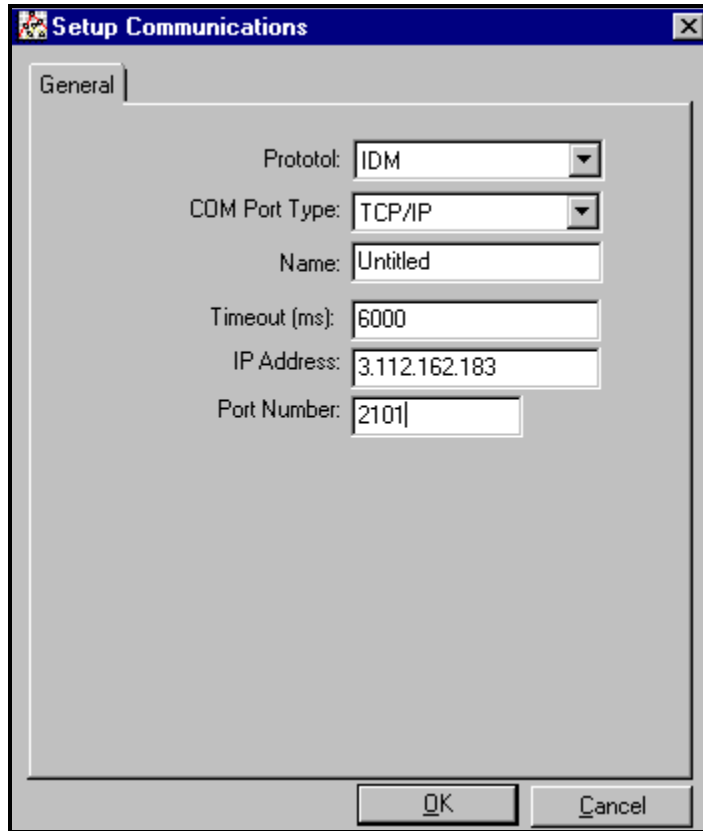 Setup Communications
General
Prototol: IDM
COM Port Type: TCP/IP
Name: Untitled
Timeout (ms): 6000
IP Address: 3.112.162.183
Port Number: 2101
OK Cancel